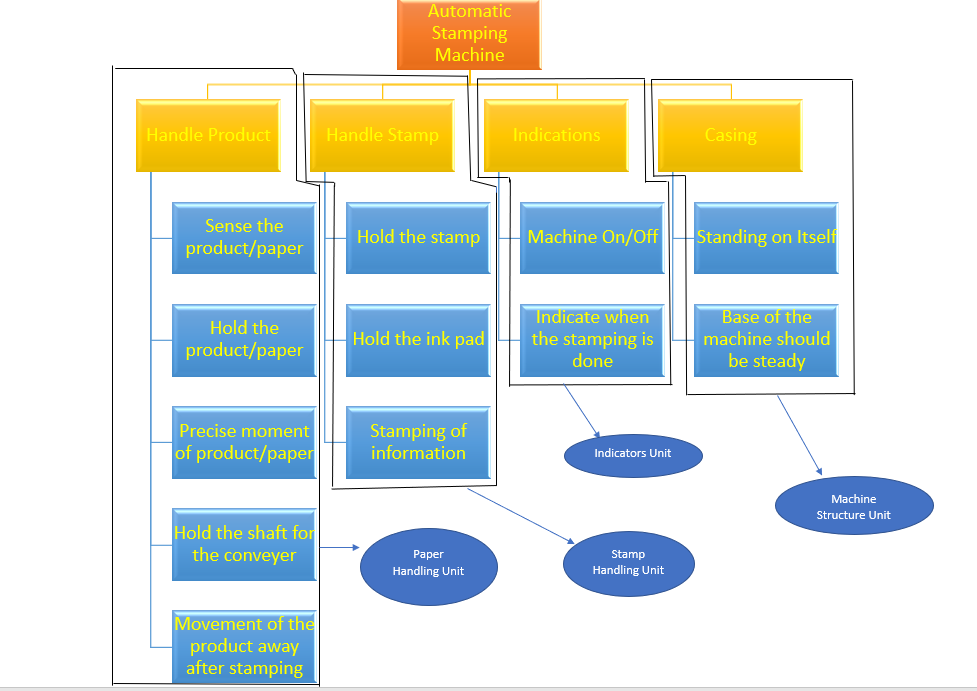 Automatic
Stamping
Machine
Handle Product
Handle Stamp
Indications
Casing
Sense the
product/paper
Hold the stamp
Machine On/Off
Standing on Itself
Hold the
product/paper
Hold the ink pad
Indicate when
the stamping is
done
Base of the
machine should
be steady
Precise moment
of product/paper
Stamping of
information
Indicators Unit
Machine
Structure Unit
Hold the shaft for
the conveyer
Paper
Handling Unit
Stamp
Handling Unit
Movement of the
product away
after stamping